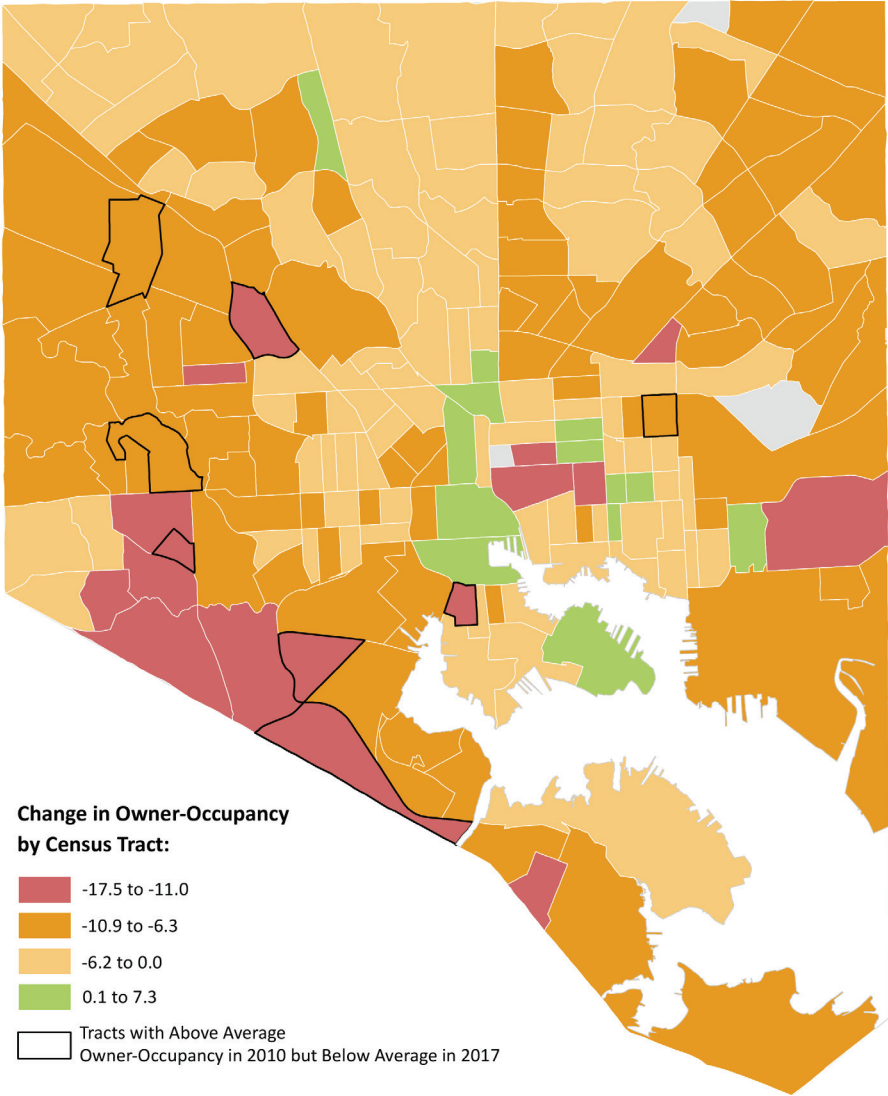 Change in Owner-Occupancy
by Census Tract:
-17.5 to -11.0
-10.9 to -6.3
-6.2 to 0.0
0.1 to 7.3
Tracts with Above Average
Owner-Occupancy in 2010 but Below Average in 2017